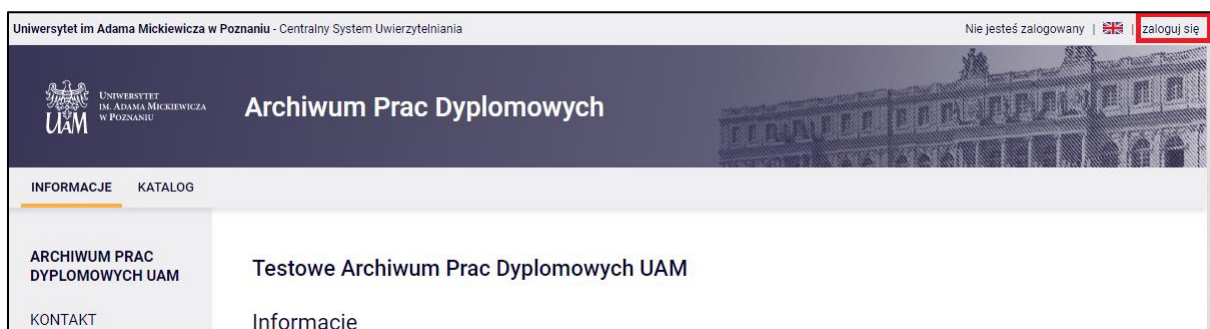 Uniwersytet im Adama Mickiewicza w Poznaniu - Centralny System Uwierzytelniania
Nie jesteś zalogowany | | zaloguj się
UNIWERSYTET
IM. ADAMA MICKIEWICZA
W POZNANIU
UAM
Archiwum Prac Dyplomowych
INFORMACJE KATALOG
ARCHIWUM PRAC
DYPLOMOWYCH UAM
KONTAKT
Testowe Archiwum Prac Dyplomowych UAM
Informacje